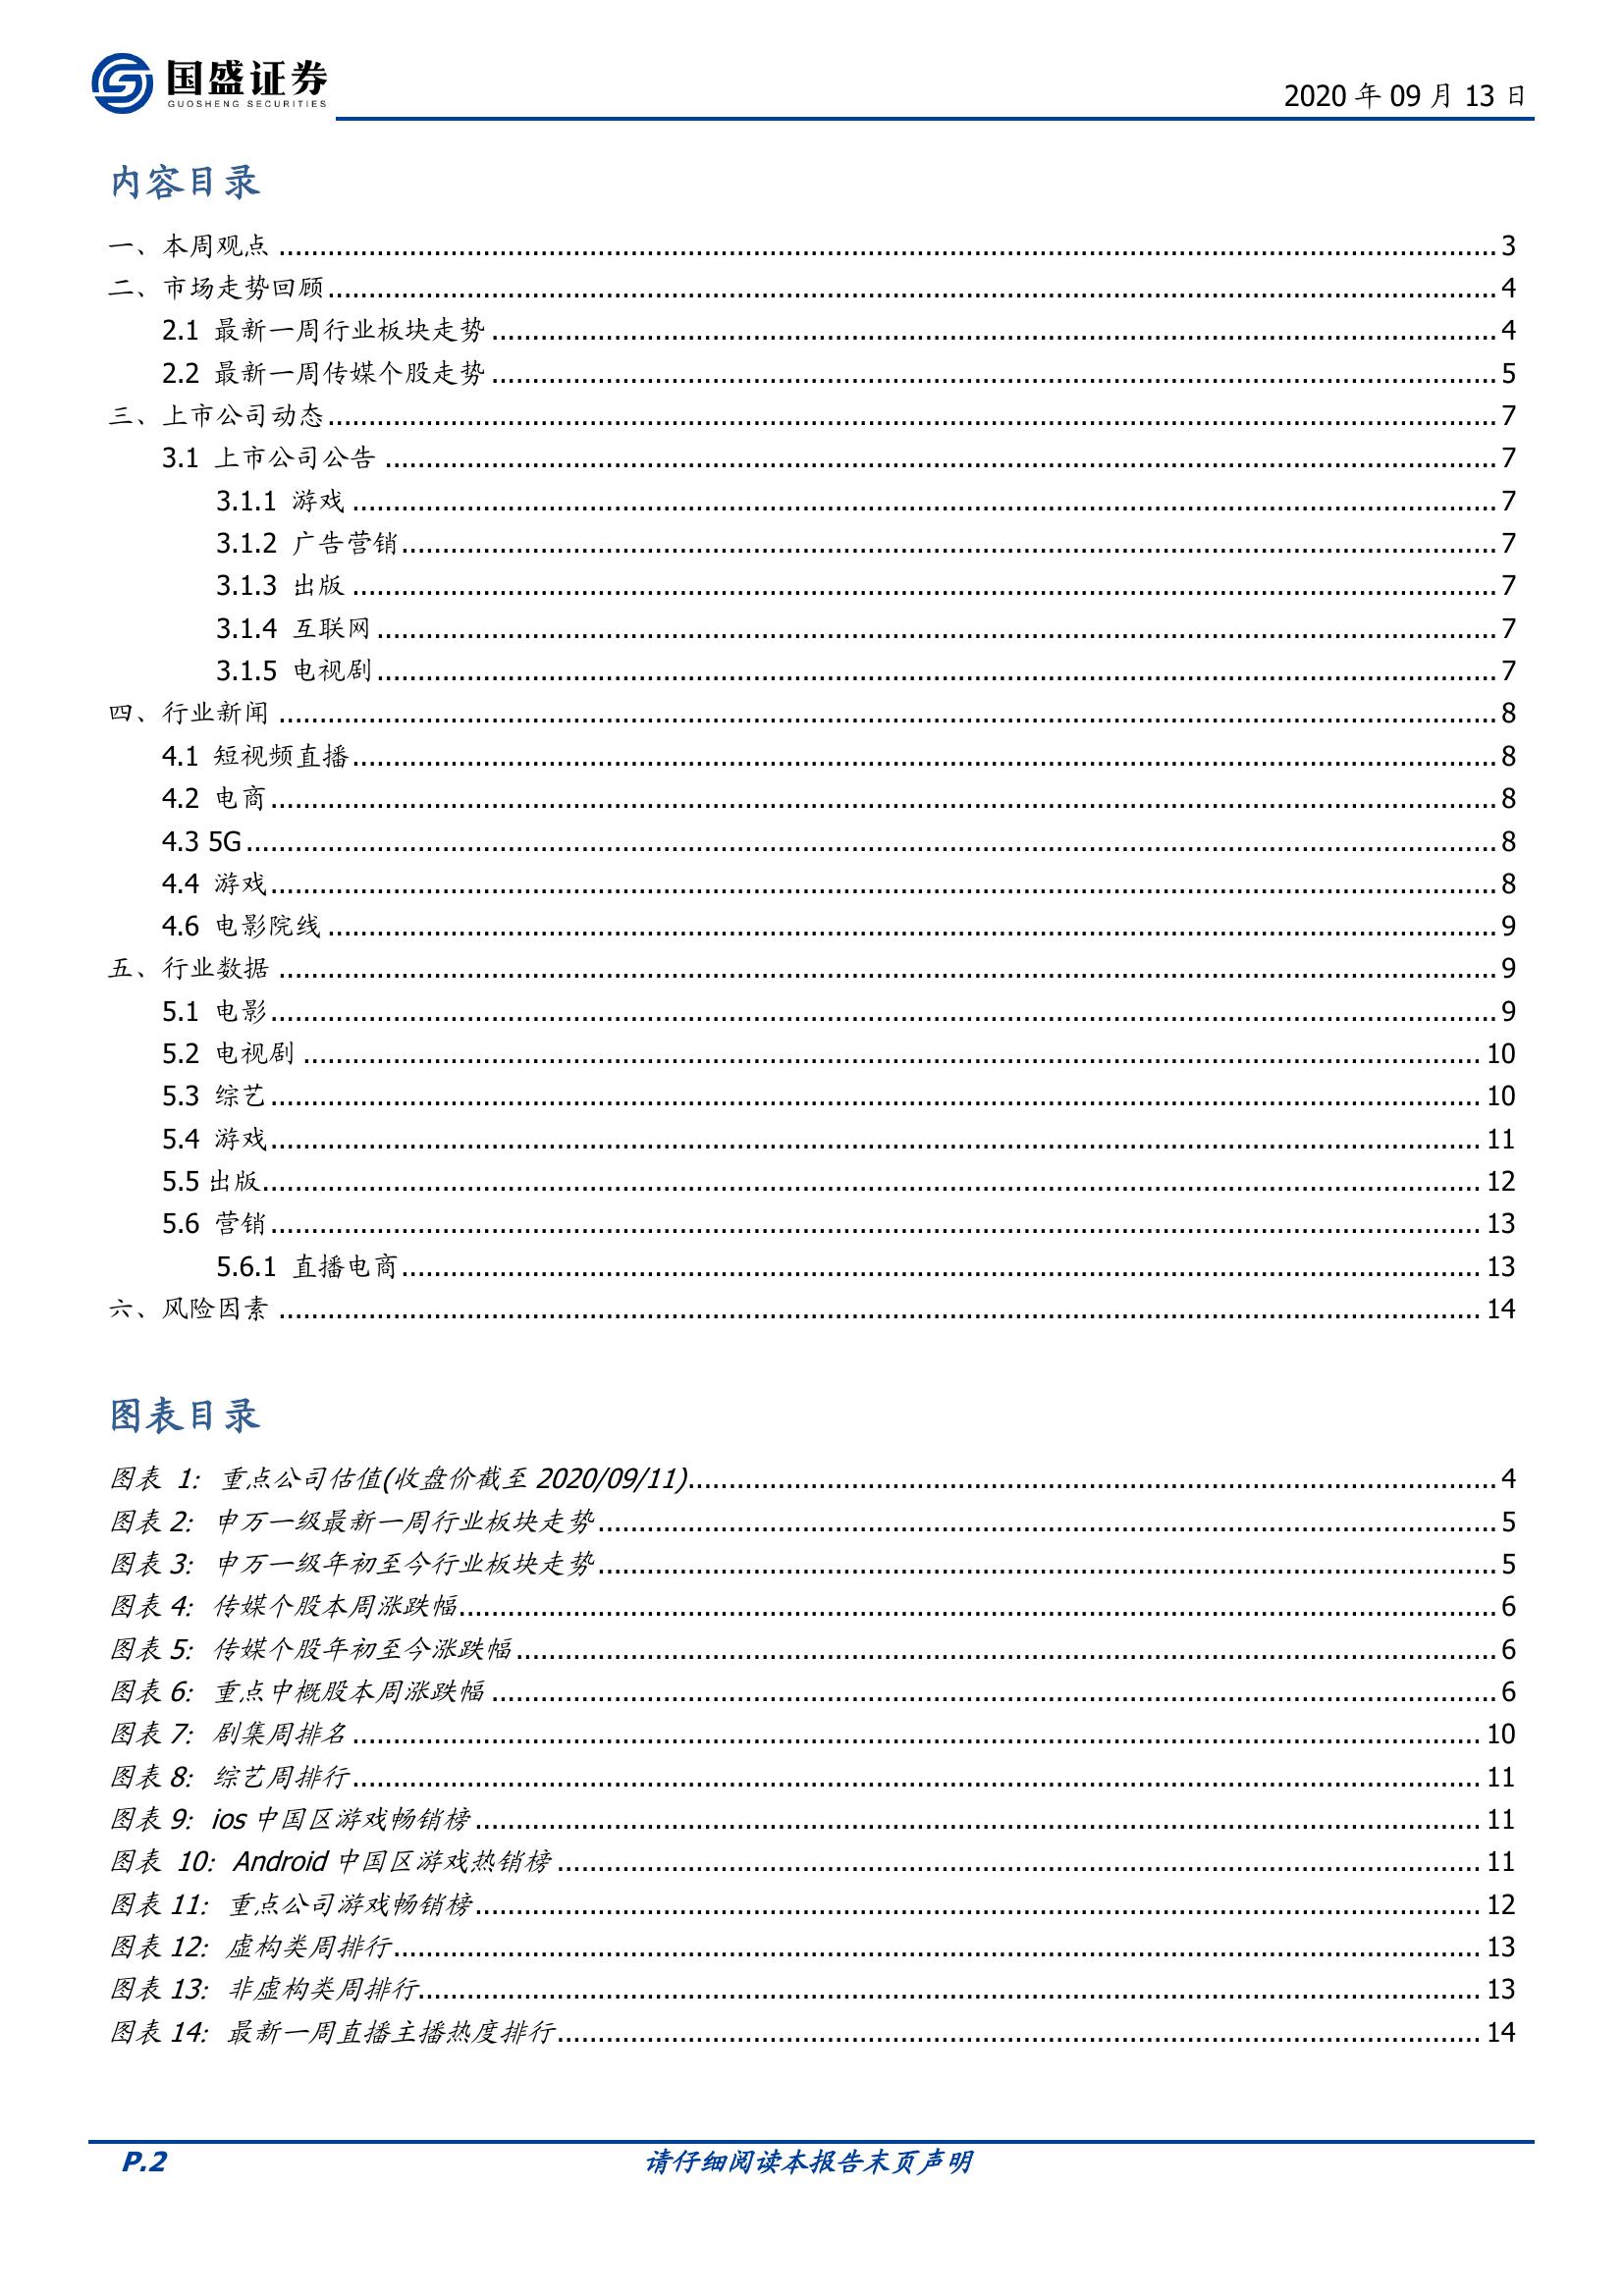 国盛证券
GUOSHENG SECURITIES
2020 年 09 月 13 日
内容目录
一、本周观点 ........ 3
二、市场走势回顾 ........ 4
2.1 最新一周行业板块走势 ........ 4
2.2 最新一周传媒个股走势 ........ 5
三、上市公司动态 ........ 7
3.1 上市公司公告 ........ 7
3.1.1 游戏 ........ 7
3.1.2 广告营销 ........ 7
3.1.3 出版 ........ 7
3.1.4 互联网 ........ 7
3.1.5 电视剧 ........ 7
四、行业新闻 ........ 8
4.1 短视频直播 ........ 8
4.2 电商 ........ 8
4.3 5G ........ 8
4.4 游戏 ........ 8
4.6 电影院线 ........ 9
五、行业数据 ........ 9
5.1 电影 ........ 9
5.2 电视剧 ........ 10
5.3 综艺 ........ 10
5.4 游戏 ........ 11
5.5 出版 ........ 12
5.6 营销 ........ 13
5.6.1 直播电商 ........ 13
六、风险因素 ........ 14
图表目录
图表 1: 重点公司估值(收盘价截至 2020/09/11) ........ 4
图表 2: 申万一级最新一周行业板块走势 ........ 5
图表 3: 申万一级年初至今行业板块走势 ........ 5
图表 4: 传媒个股本周涨跌幅 ........ 6
图表 5: 传媒个股年初至今涨跌幅 ........ 6
图表 6: 重点中概股本周涨跌幅 ........ 6
图表 7: 剧集周排名 ........ 10
图表 8: 综艺周排行 ........ 11
图表 9: ios 中国区游戏畅销榜 ........ 11
图表 10: Android 中国区游戏热销榜 ........ 11
图表 11: 重点公司游戏畅销榜 ........ 12
图表 12: 虚构类周排行 ........ 13
图表 13: 非虚构类周排行 ........ 13
图表 14: 最新一周直播主播热度排行 ........ 14
P.2
请仔细阅读本报告末页声明